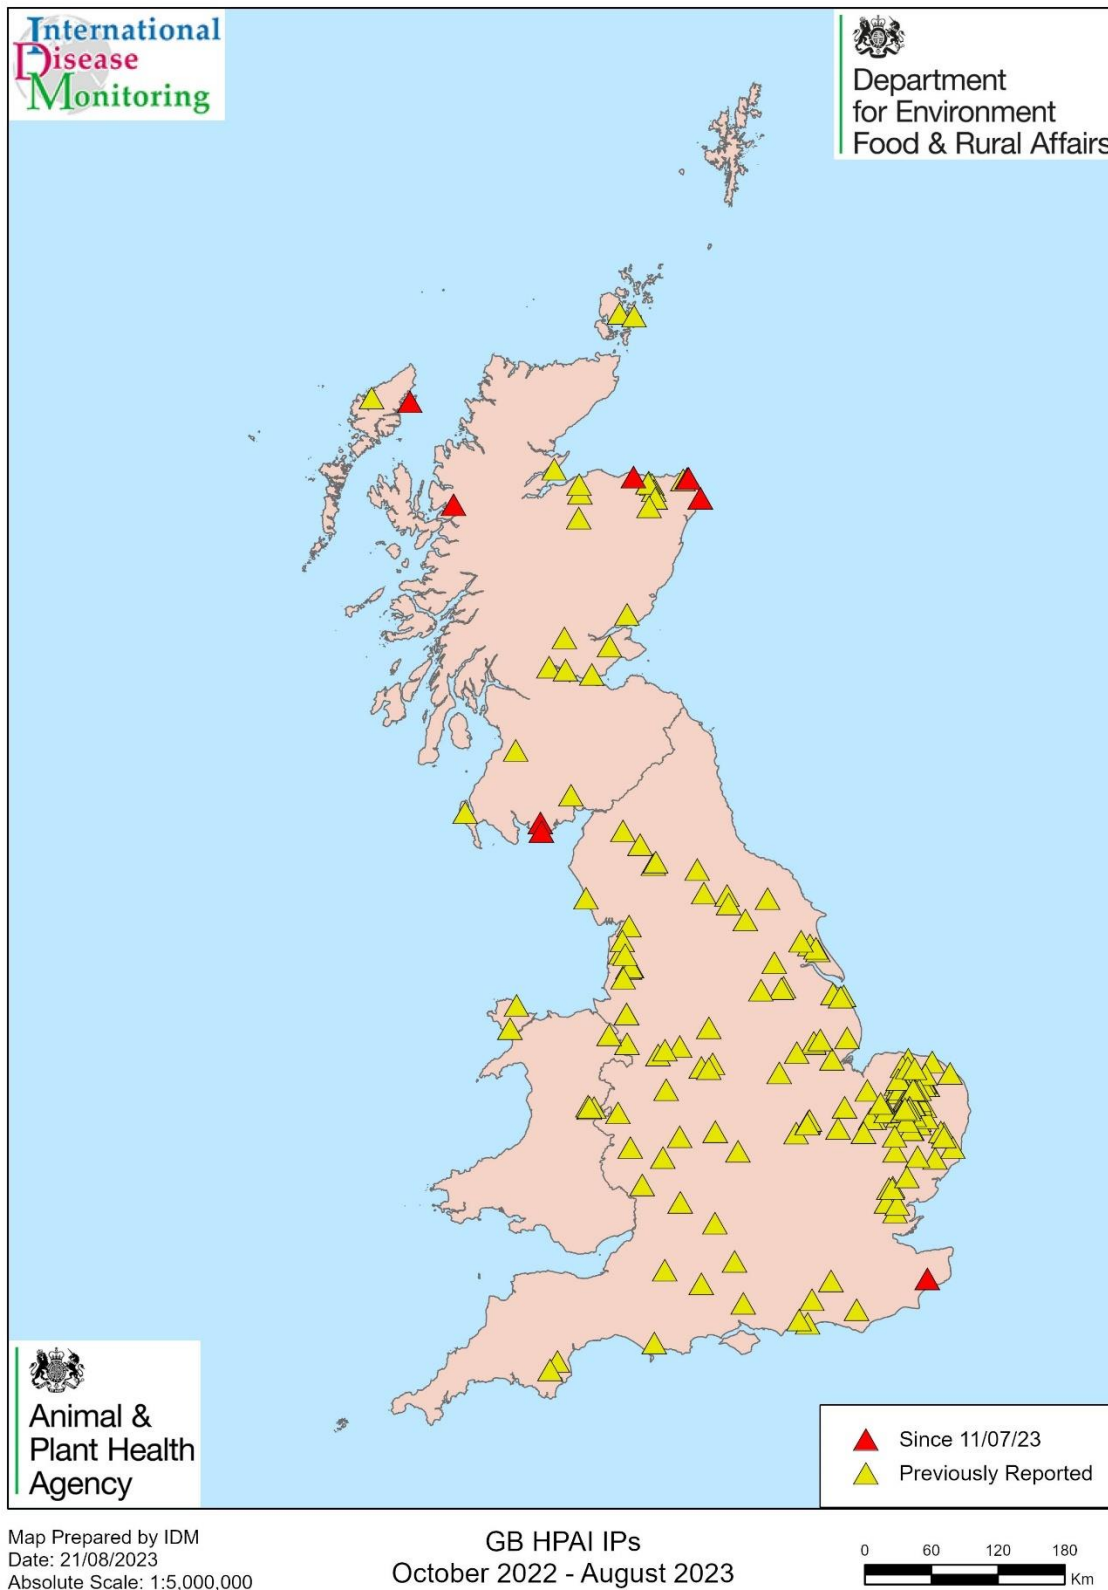 International
Disease
Monitoring
Department
for Environment
Food & Rural Affairs
Animal &
Plant Health
Agency
Since 11/07/23
Previously Reported
Map Prepared by IDM
Date: 21/08/2023
Absolute Scale: 1:5,000,000
GB HPAI IPs
October 2022 - August 2023
0 60 120 180
Km